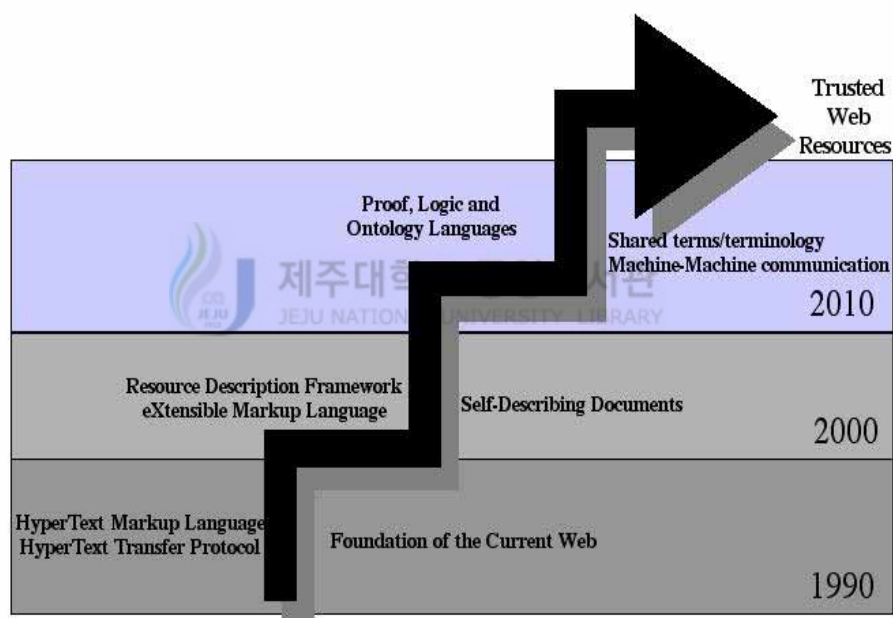 Trusted
Web
Resources
Proof, Logic and
Ontology Languages
Shared terms/terminology
Machine-Machine communication
2010
제주대학
JEJU NATIONAL UNIVERSITY LIBRARY
Resource Description Framework
eXtensible Markup Language
Self-Describing Documents
2000
HyperText Markup Language
HyperText Transfer Protocol
Foundation of the Current Web
1990